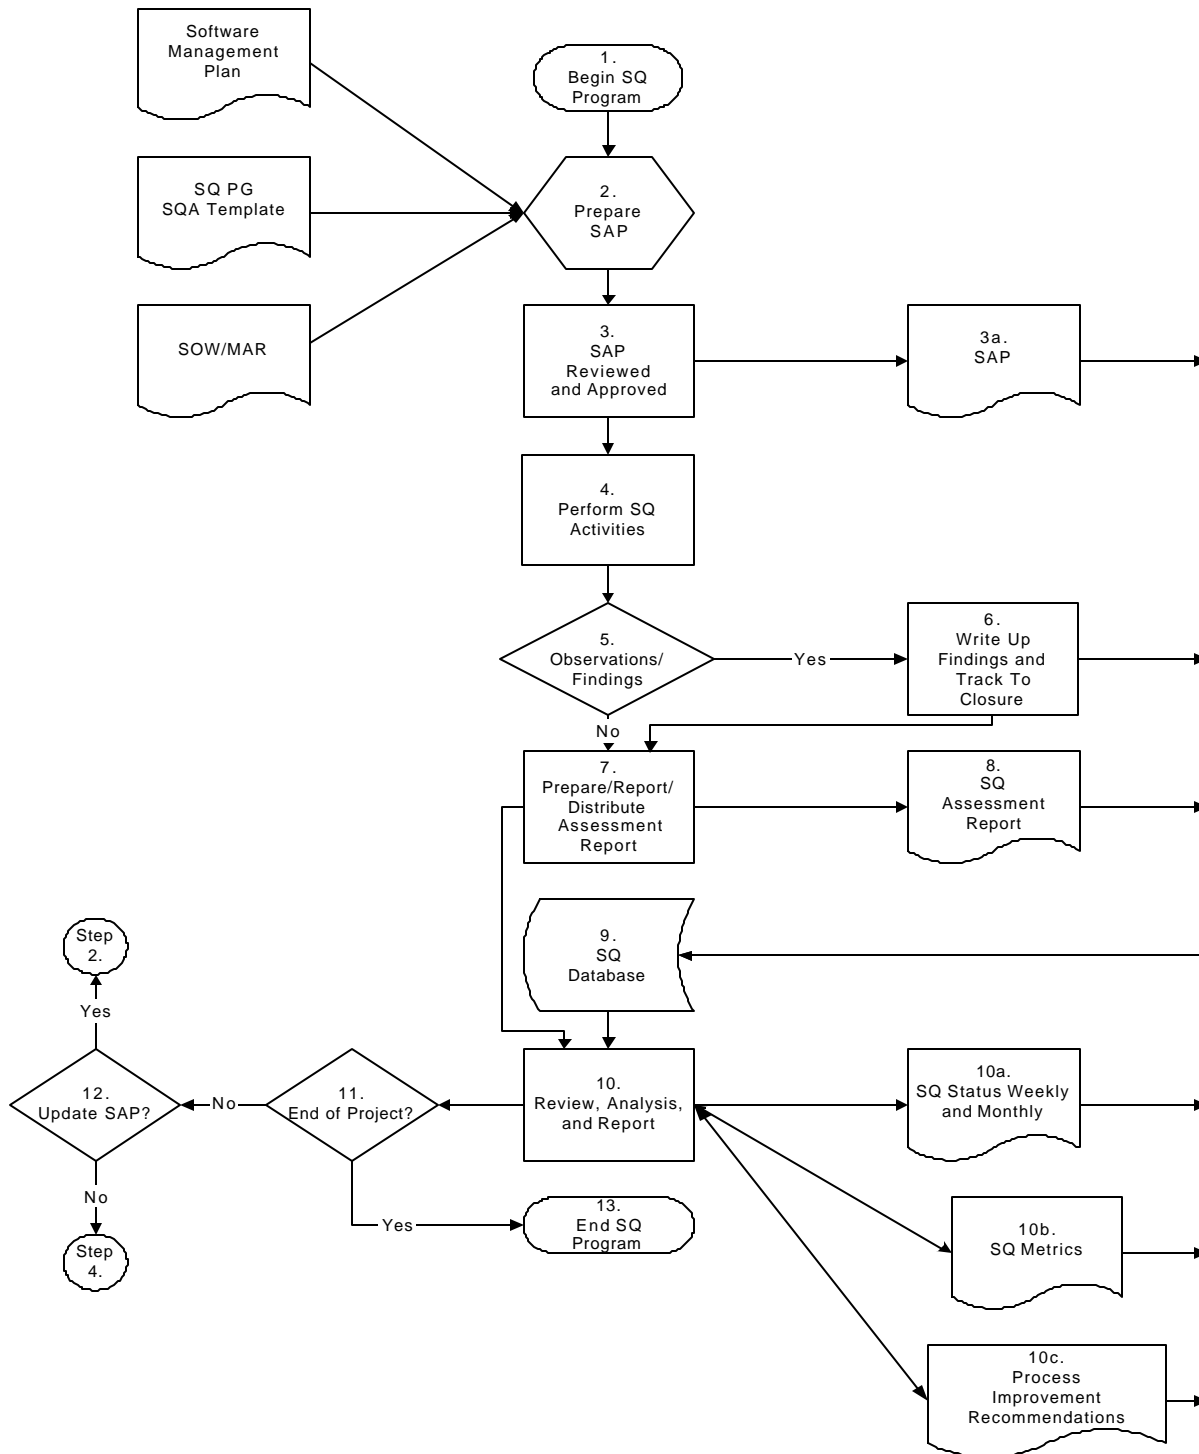 Software
Management
Plan
1.
Begin SQ
Program
SQ PG
SQA Template
2.
Prepare
SAP
SOW/MAR
3.
SAP
Reviewed
and Approved
3a.
SAP
4.
Perform SQ
Activities
5.
Observations/
Findings
Yes
6.
Write Up
Findings and
Track To
Closure
No
7.
Prepare/Report/
Distribute
Assessment
Report
8.
SQ
Assessment
Report
9.
SQ
Database
Step
2.
Yes
12.
Update SAP?
No
11.
End of Project?
10.
Review, Analysis,
and Report
10a.
SQ Status Weekly
and Monthly
No
Step
4.
Yes
13.
End SQ
Program
10b.
SQ Metrics
10c.
Process
Improvement
Recommendations